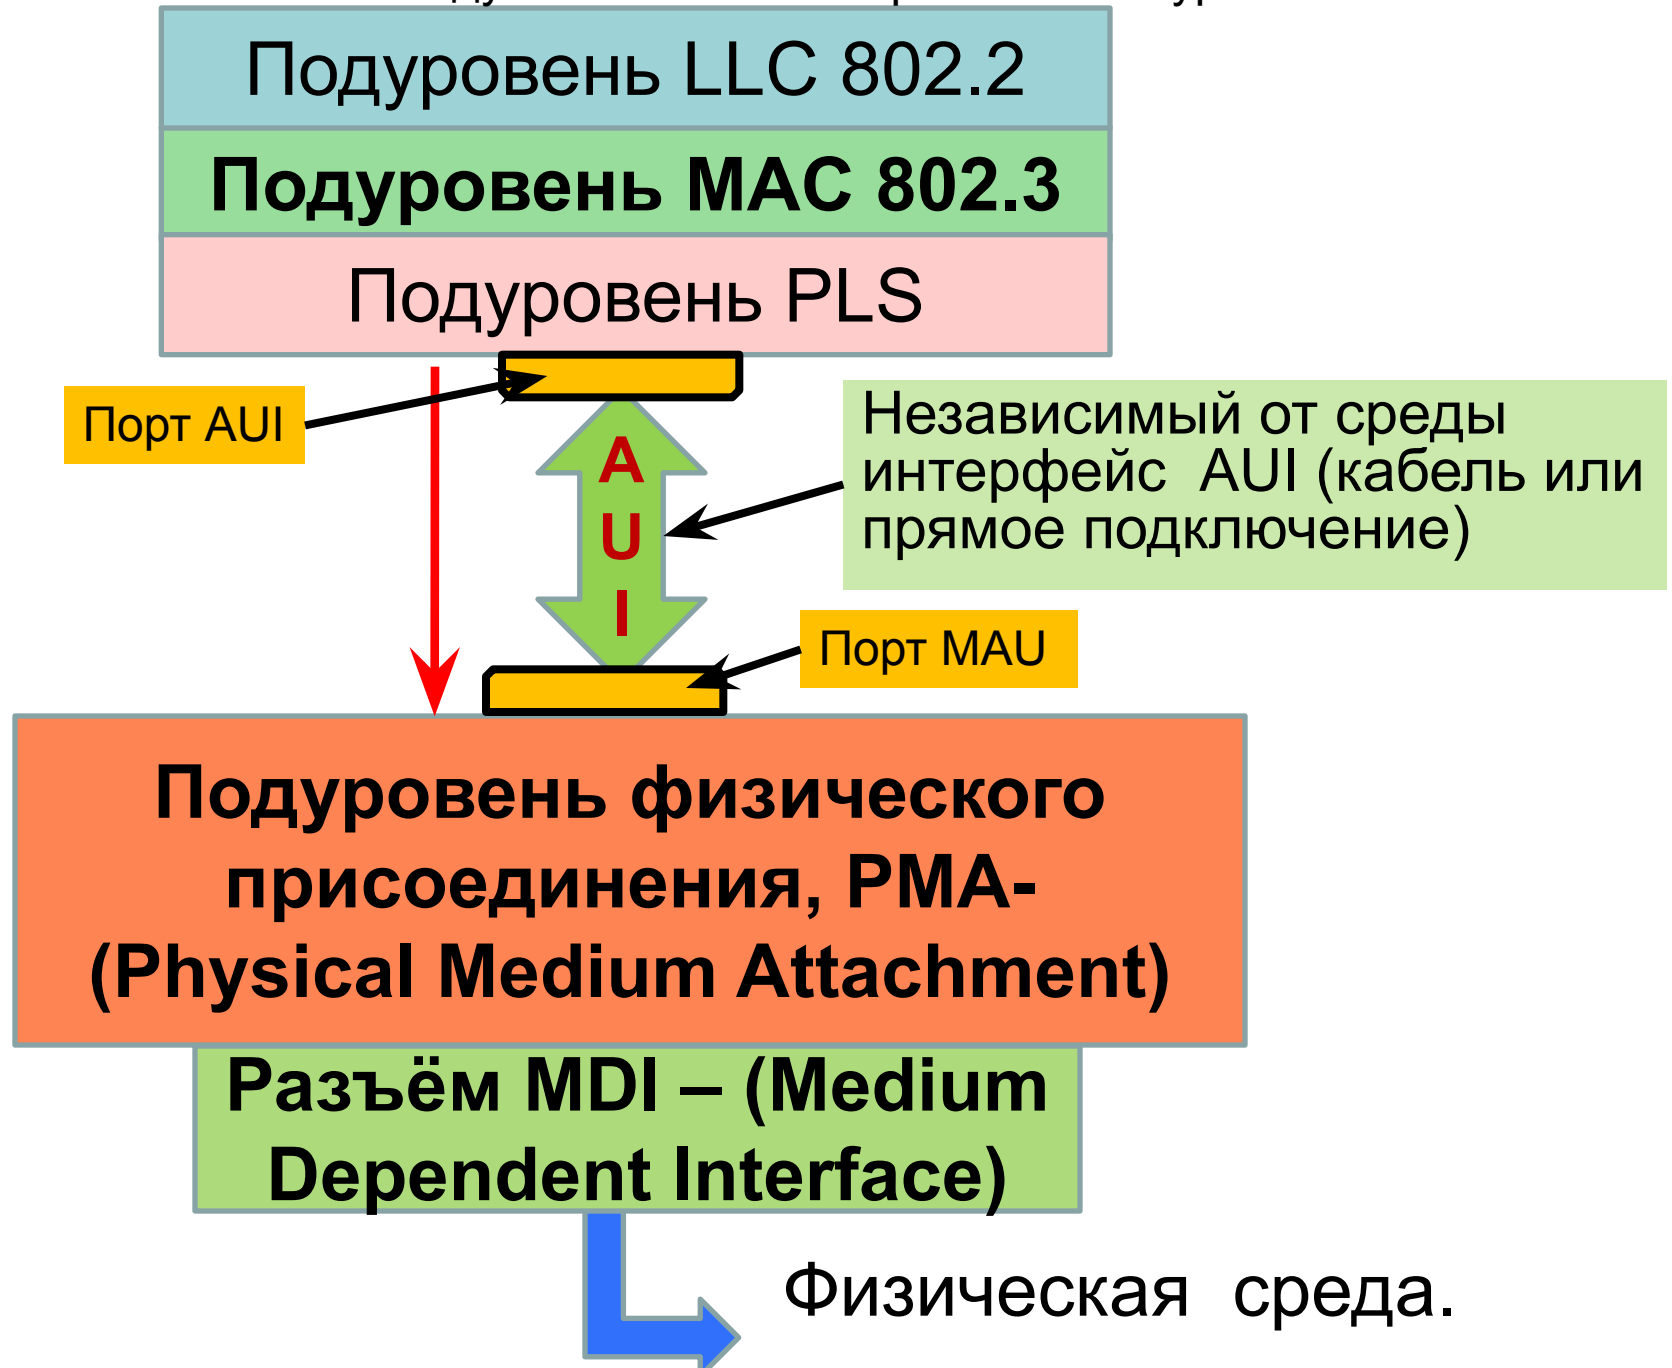 Подуровень LLC 802.2
Подуровень MAC 802.3
Подуровень PLS
Порт AUI
A
U
I
Независимый от среды
интерфейс AUI (кабель или
прямое подключение)
Порт MAU
Подуровень физического
присоединения, PMA-
(Physical Medium Attachment)
Разъём MDI – (Medium
Dependent Interface)
Физическая среда.